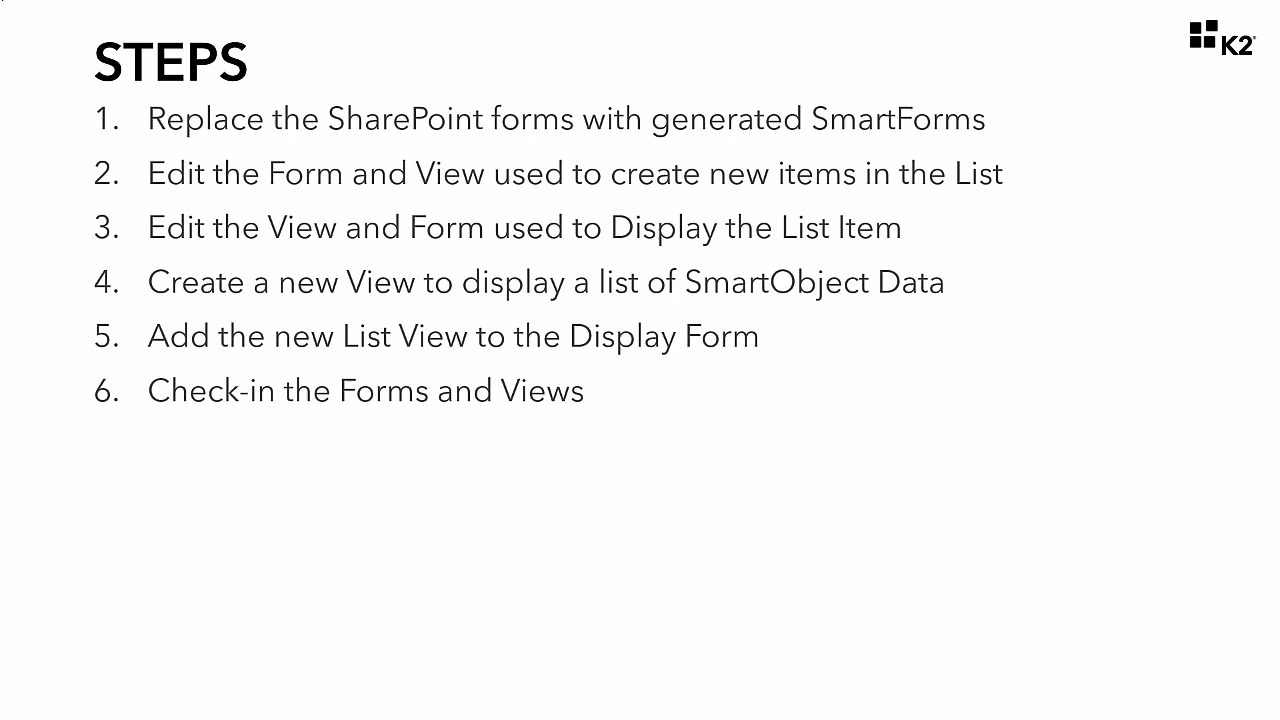 STEPS
K2
1. Replace the SharePoint forms with generated SmartForms
2. Edit the Form and View used to create new items in the List
3. Edit the View and Form used to Display the List Item
4. Create a new View to display a list of SmartObject Data
5. Add the new List View to the Display Form
6. Check-in the Forms and Views